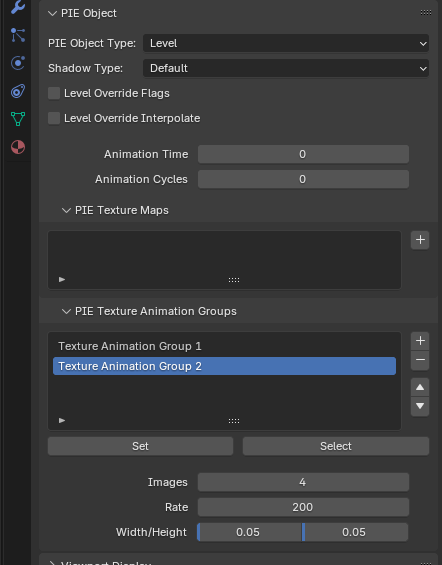 PIE Object
PIE Object Type: Level
Shadow Type: Default
Level Override Flags
Level Override Interpolate
Animation Time 0
Animation Cycles 0
PIE Texture Maps
PIE Texture Animation Groups
Texture Animation Group 1
Texture Animation Group 2
Set Select
Images 4
Rate 200
Width/Height 0.05 0.05
Viewport Display